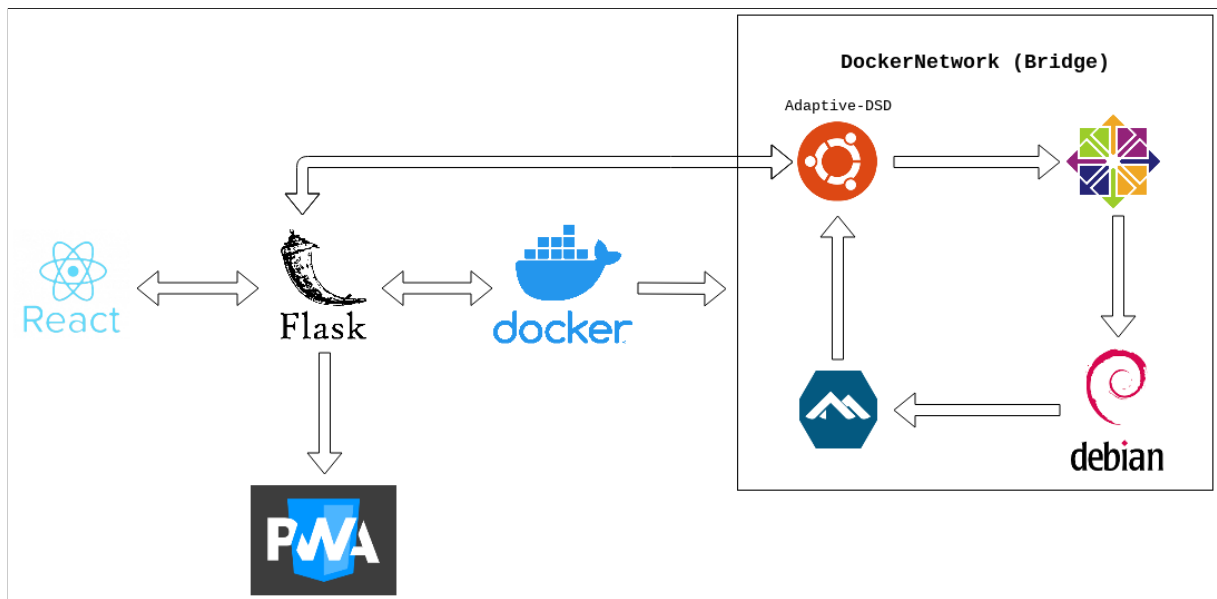 DockerNetwork (Bridge)
Adaptive-DSD
React
Flask
docker
debian
PWA